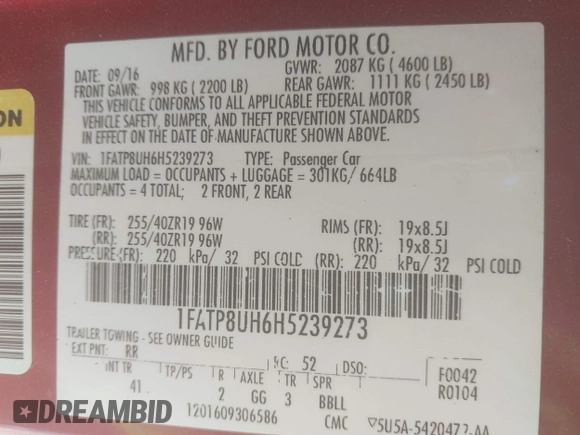 MFD. BY FORD MOTOR CO.
DATE: 09/16 GVWR: 2087 KG (4600 LB)
FRONT GAWR: 998 KG (2200 LB) REAR GAWR: 1111 KG (2450 LB)
THIS VEHICLE CONFORMS TO ALL APPLICABLE FEDERAL MOTOR
VEHICLE SAFETY, BUMPER, AND THEFT PREVENTION STANDARDS
IN EFFECT ON THE DATE OF MANUFACTURE SHOWN ABOVE.
VIN: 1FATP8UH6H5239273 TYPE: Passenger Car
MAXIMUM LOAD = OCCUPANTS + LUGGAGE = 301KG/ 664LB
OCCUPANTS = 4 TOTAL; 2 FRONT, 2 REAR
TIRE (FR): 255/40ZR19 96W RIMS (FR): 19x8.5J
(RR): 255/40ZR19 96W (RR): 19x8.5J
PRESSURE(FR): 220 kPa/ 32 PSI COLD (RR): 220 kPa/ 32 PSI COLD
1FATP8UH6H5239273
TRAILER TOWING - SEE OWNER GUIDE
EXT PNT: RR RC: 52 DSO: F0042
INT TR TP/PS R AXLE TR SPR R0104
41 2 GG 3 BBLL
1201609306586 CMC 5U5A-5420472-AA
ON
DREAMBID